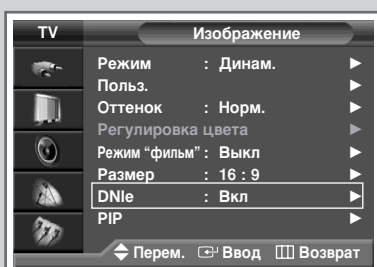 TV Изображение
Режим : Динам.
Польз.
Оттенок : Норм.
Регулировка цвета
Режим “фильм” : Выкл
Размер : 16 : 9
DNIe : Вкл
PIP
Перем. Ввод Возврат